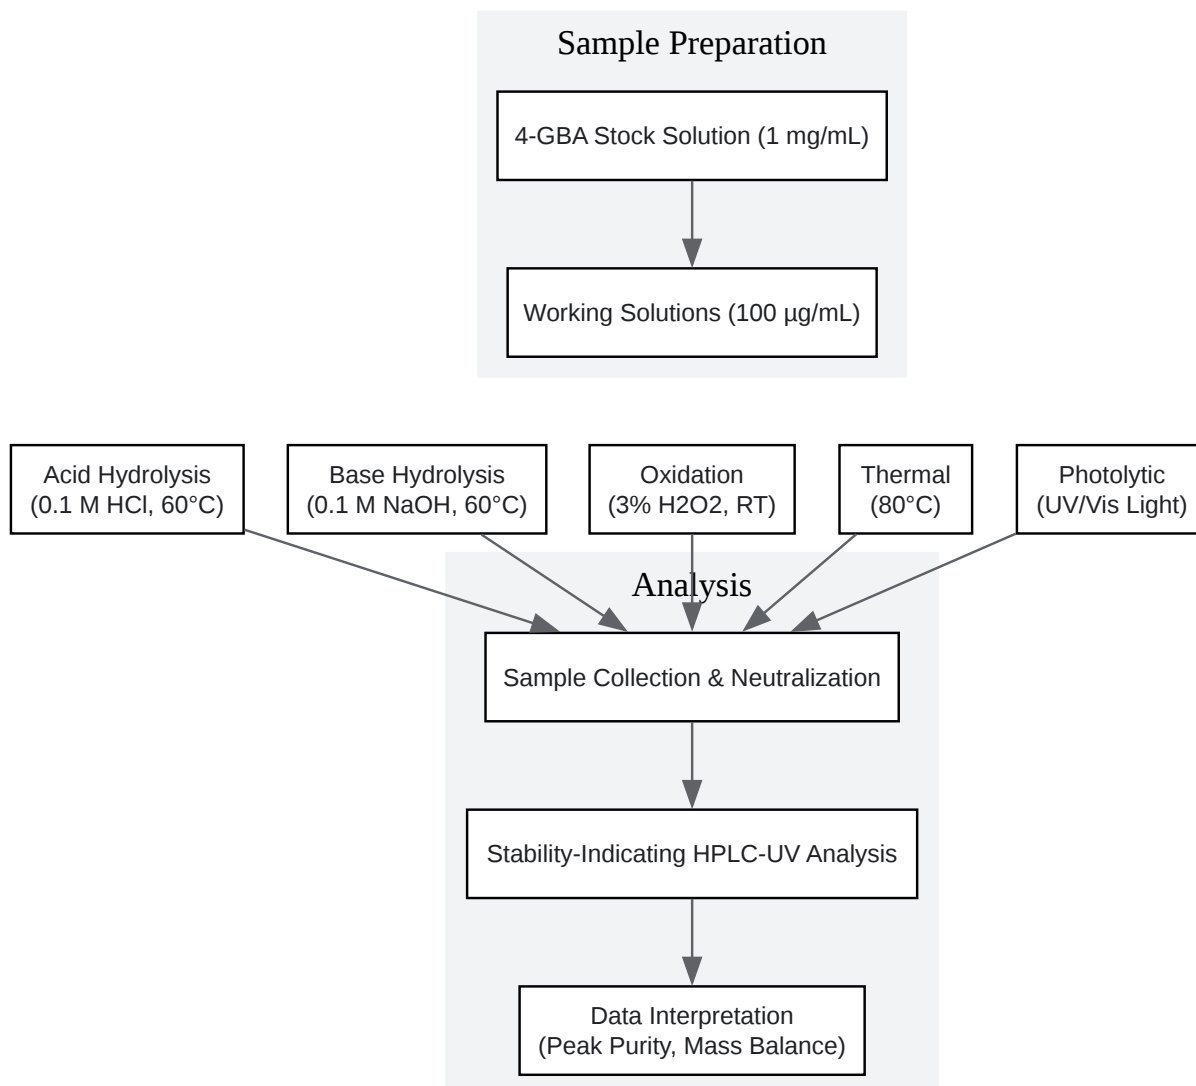 Sample Preparation
4-GBA Stock Solution (1 mg/mL)
Working Solutions (100 µg/mL)
Acid Hydrolysis
(0.1 M HCl, 60°C)
Base Hydrolysis
(0.1 M NaOH, 60°C)
Oxidation
(3% H2O2, RT)
Thermal
(80°C)
Photolytic
(UV/Vis Light)
Analysis
Sample Collection & Neutralization
Stability-Indicating HPLC-UV Analysis
Data Interpretation
(Peak Purity, Mass Balance)